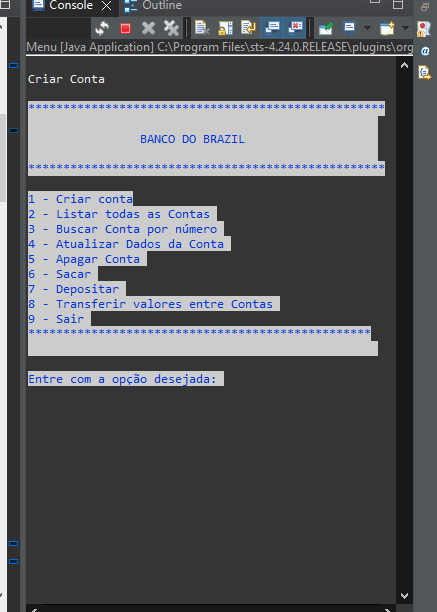 Console
Outline
Menu [Java Application] C:\Program Files\sts-4.24.0.RELEASE\plugins\org
Criar Conta
***************************************************
BANCO DO BRAZIL
***************************************************
1 - Criar conta
2 - Listar todas as Contas
3 - Buscar Conta por número
4 - Atualizar Dados da Conta
5 - Apagar Conta
6 - Sacar
7 - Depositar
8 - Transferir valores entre Contas
9 - Sair
*************************************************
Entre com a opção desejada: